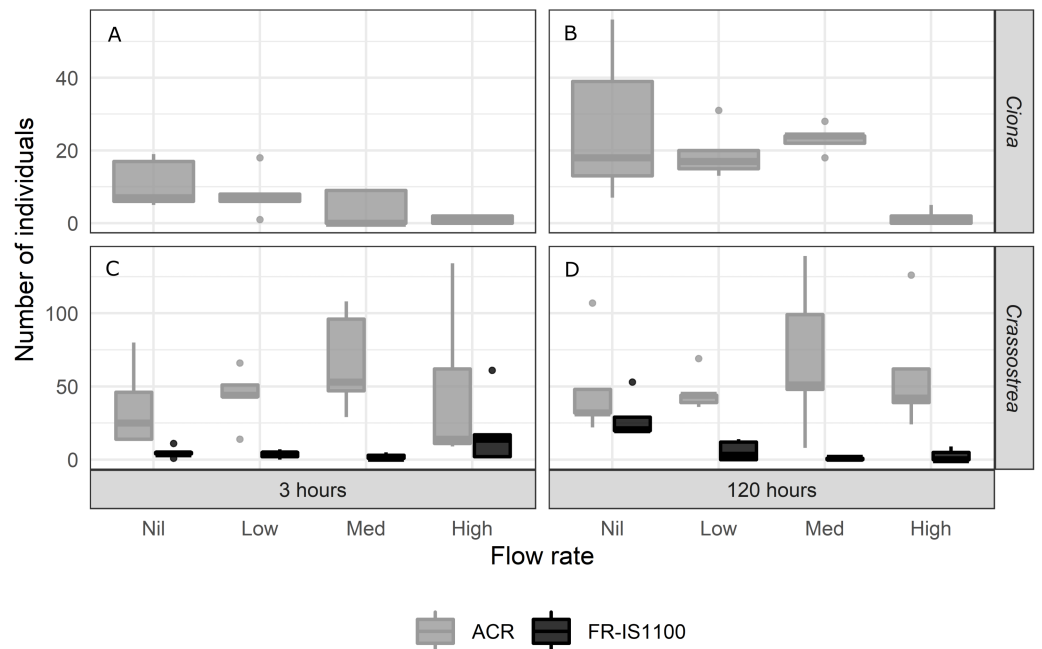 A
B
40
20
0
Ciona
C
D
100
50
0
Crassostrea
Number of individuals
3 hours
120 hours
Nil Low Med High Nil Low Med High
Flow rate
ACR FR-IS1100